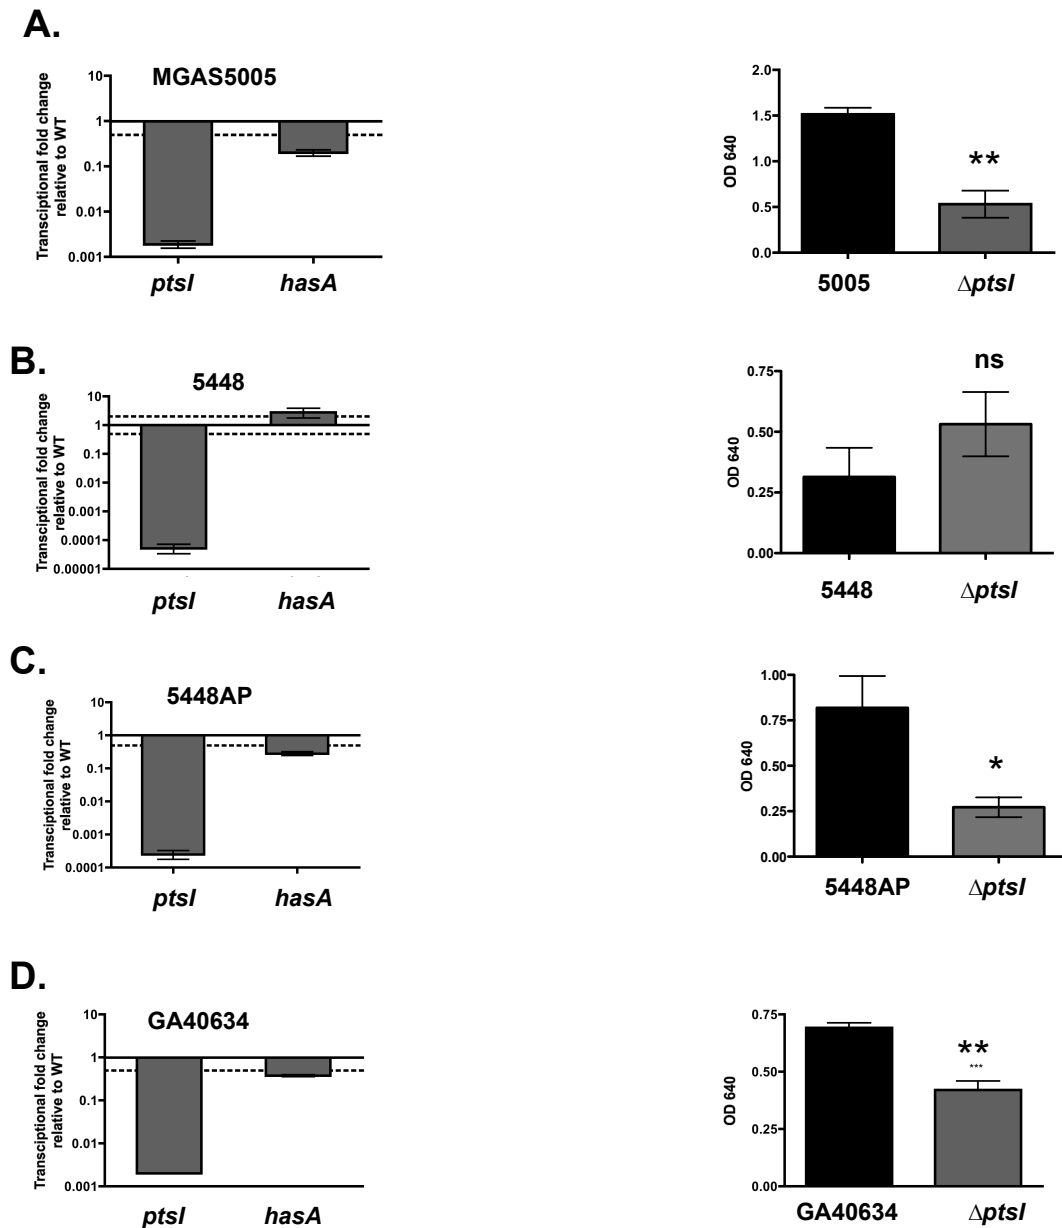 A.
MGAS5005
Transciptional fold change
relative to WT
10
1
0.1
0.01
0.001
ptsI
hasA
OD 640
2.0
1.5
1.0
0.5
0.0
**
5005
ΔptsI
B.
5448
Transciptional fold change
relative to WT
10
1
0.1
0.01
0.001
0.0001
0.00001
ptsI
hasA
OD 640
0.75
0.50
0.25
0.00
ns
5448
ΔptsI
C.
5448AP
Transciptional fold change
relative to WT
10
1
0.1
0.01
0.001
0.0001
ptsI
hasA
OD 640
1.00
0.75
0.50
0.25
0.00
*
5448AP
ΔptsI
D.
GA40634
Transciptional fold change
relative to WT
10
1
0.1
0.01
0.001
ptsI
hasA
OD 640
0.75
0.50
0.25
0.00
**
***
GA40634
ΔptsI